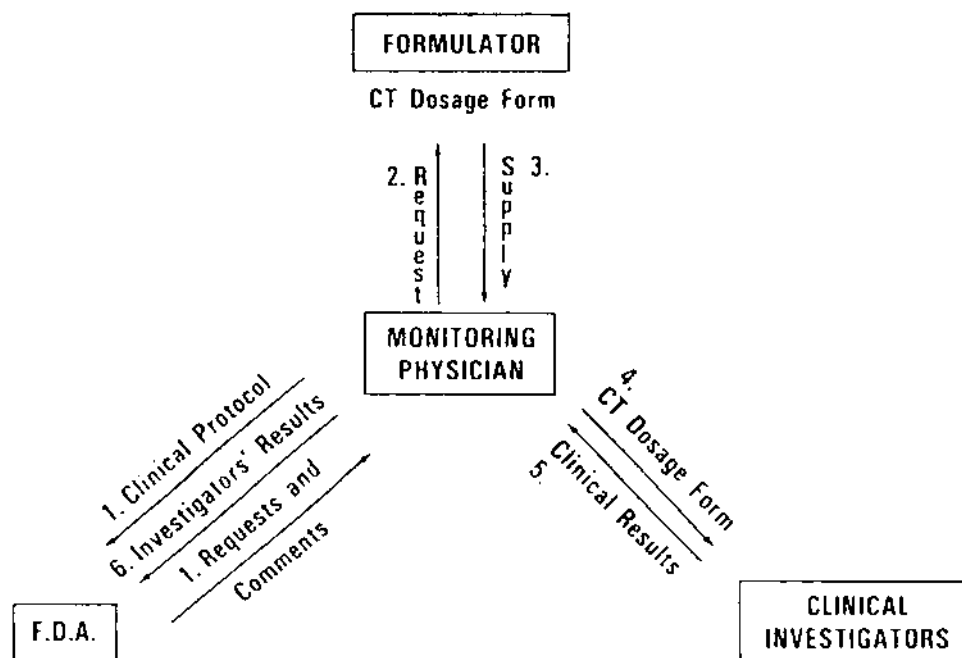 FORMULATOR
CT Dosage Form
2. Request
3. Supply
MONITORING
PHYSICIAN
1. Clinical Protocol
6. Investigators' Results
1. Requests and
Comments
4.
CT Dosage Form
Clinical Results
5.
F.D.A.
CLINICAL
INVESTIGATORS